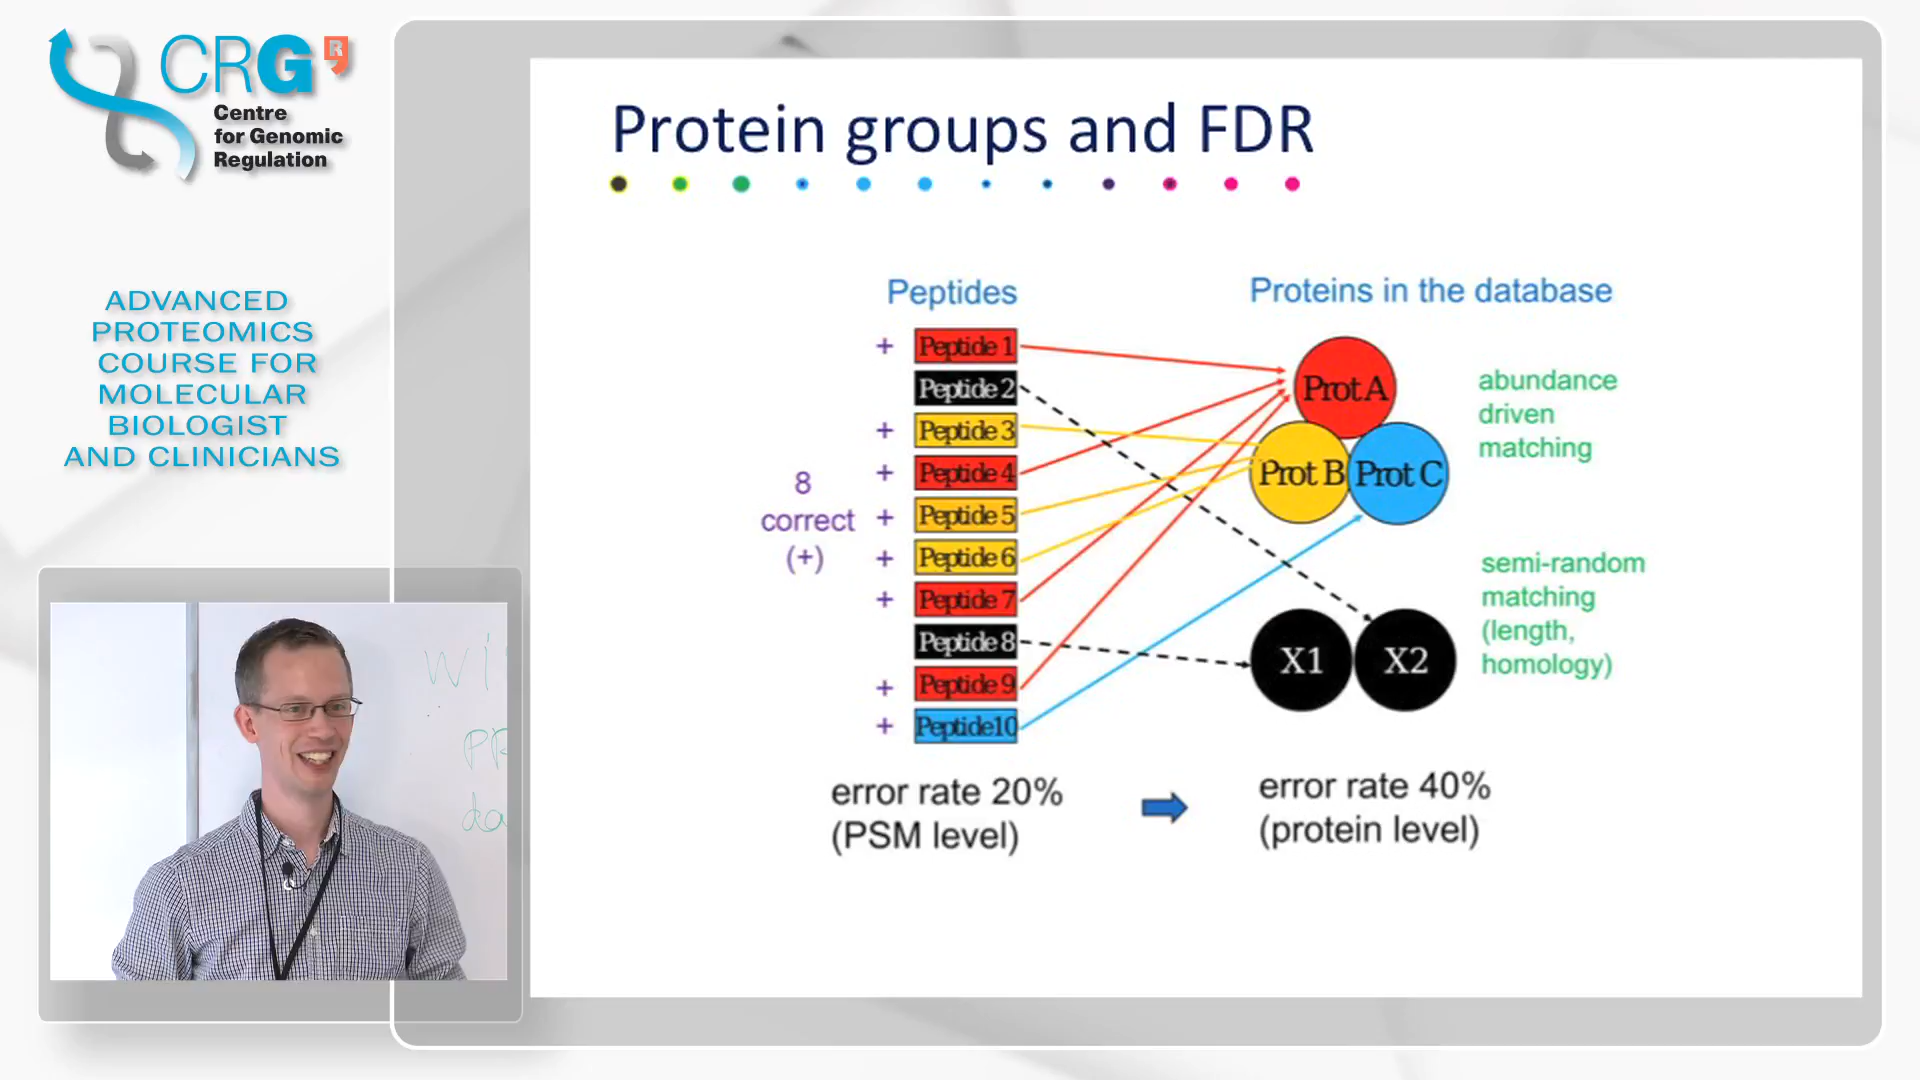 CRG R
Centre
for Genomic
Regulation
ADVANCED
PROTEOMICS
COURSE FOR
MOLECULAR
BIOLOGIST
AND CLINICIANS
Protein groups and FDR
Peptides
Proteins in the database
+ Peptide 1
Peptide 2
+ Peptide 3
+ Peptide 4
+ Peptide 5
+ Peptide 6
+ Peptide 7
Peptide 8
+ Peptide 9
+ Peptide10
8
correct
(+)
Prot A
Prot B
Prot C
X1
X2
abundance
driven
matching
semi-random
matching
(length,
homology)
error rate 20%
(PSM level)
error rate 40%
(protein level)